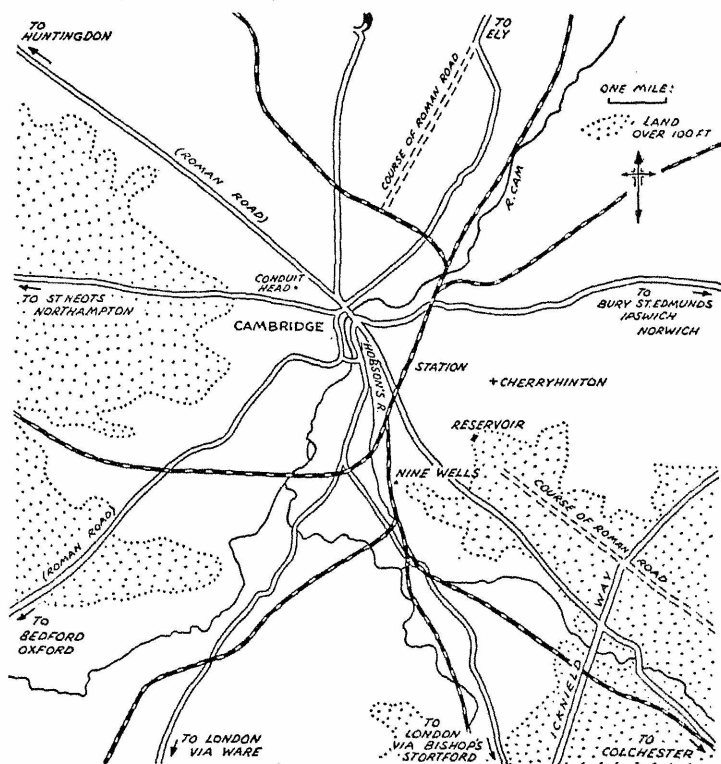 TO
HUNTINGDON
TO
ELY
COURSE OF ROMAN ROAD
ONE MILE:
LAND
OVER 100 FT
(ROMAN ROAD)
R. CAM
CONDUIT
HEAD
TO ST NEOTS
NORTHAMPTON
TO
BURY ST. EDMUNDS
IPSWICH
NORWICH
CAMBRIDGE
HOBSON'S R.
STATION
CHERRYHINTON
RESERVOIR
NINE WELLS
COURSE OF ROMAN ROAD
(ROMAN ROAD)
ICKNIELD WAY
TO
BEDFORD
OXFORD
TO LONDON
VIA WARE
TO
LONDON
VIA BISHOP'S
STORTFORD
TO
COLCHESTER